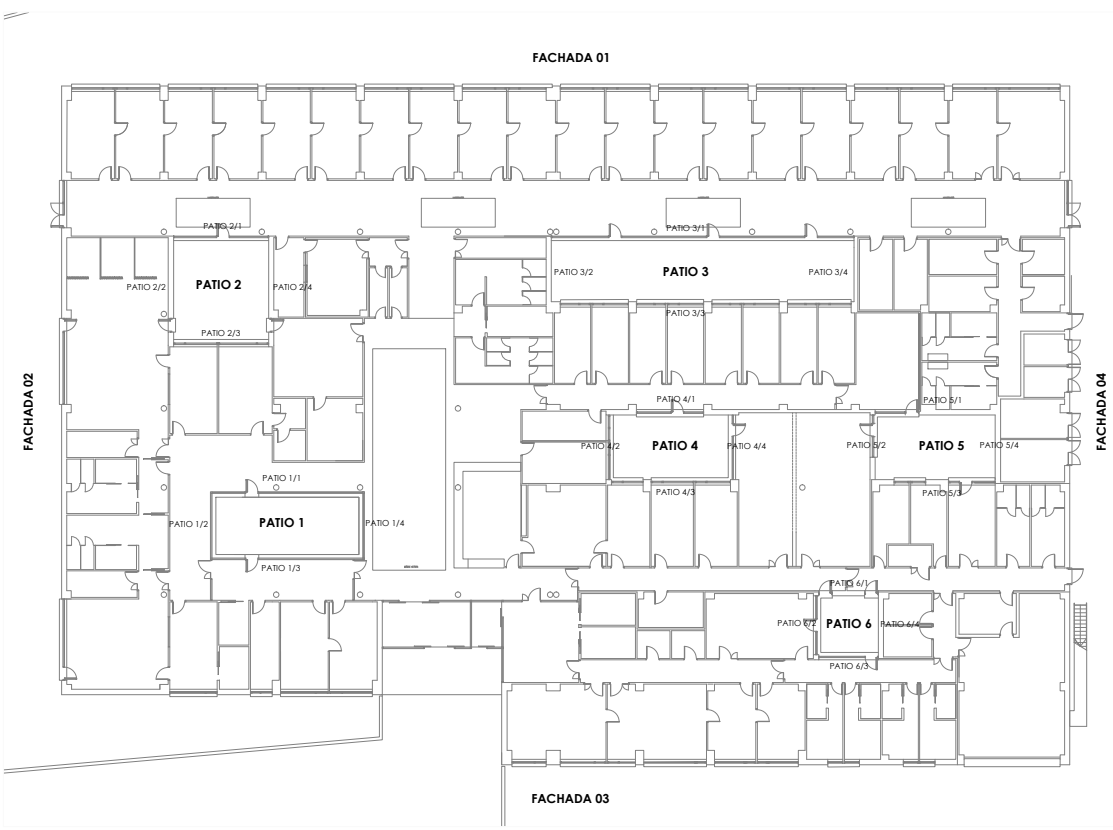 FACHADA 01
PATIO 2/1
PATIO 3/1
PATIO 2/2
PATIO 2
PATIO 2/4
PATIO 3/2
PATIO 3
PATIO 3/4
PATIO 2/3
PATIO 3/3
FACHADA 02
PATIO 4/1
PATIO 5/1
FACHADA 04
PATIO 4/2
PATIO 4
PATIO 4/4
PATIO 5/2
PATIO 5
PATIO 5/4
PATIO 1/1
PATIO 4/3
PATIO 5/3
PATIO 1/2
PATIO 1
PATIO 1/4
PATIO 1/3
PATIO 6/1
PATIO 6/2
PATIO 6
PATIO 6/4
PATIO 6/3
FACHADA 03